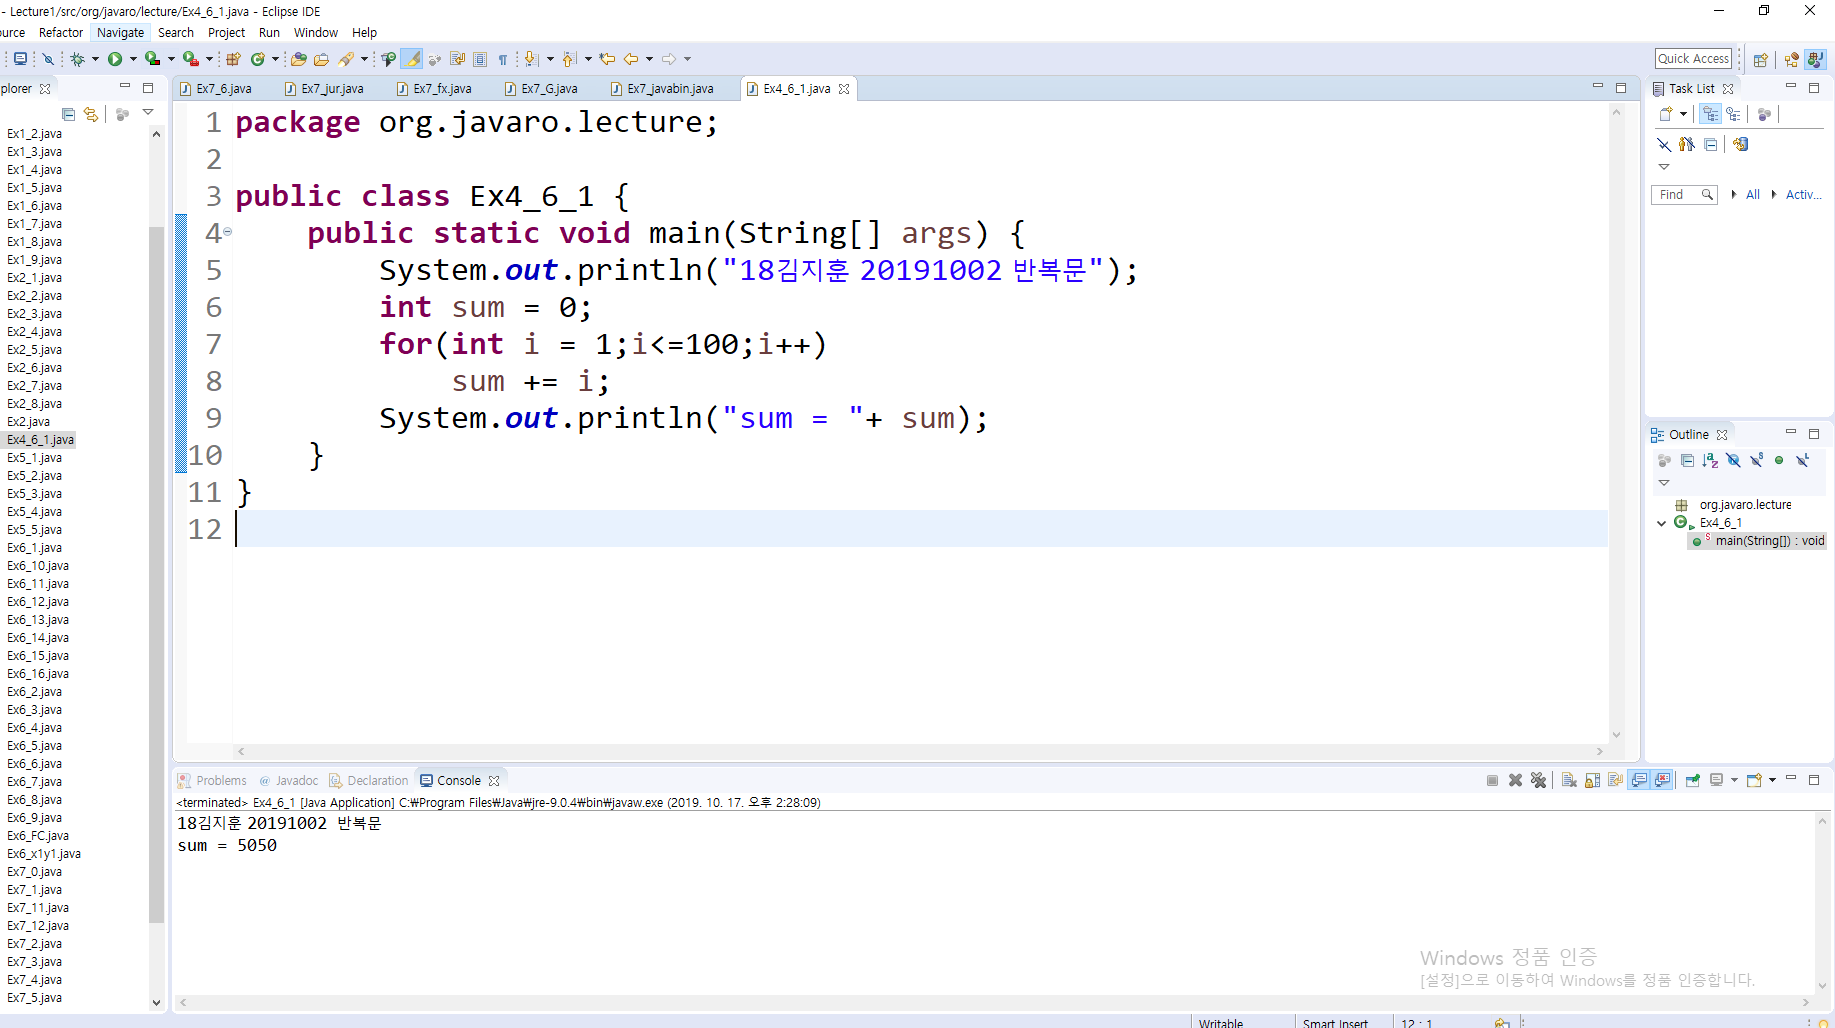 - Lecture1/src/org/javaro/lecture/Ex4_6_1.java - Eclipse IDE
ource Refactor Navigate Search Project Run Window Help
Quick Access
plorer
Ex1_2.java
Ex1_3.java
Ex1_4.java
Ex1_5.java
Ex1_6.java
Ex1_7.java
Ex1_8.java
Ex1_9.java
Ex2_1.java
Ex2_2.java
Ex2_3.java
Ex2_4.java
Ex2_5.java
Ex2_6.java
Ex2_7.java
Ex2_8.java
Ex2.java
Ex4_6_1.java
Ex5_1.java
Ex5_2.java
Ex5_3.java
Ex5_4.java
Ex5_5.java
Ex6_1.java
Ex6_10.java
Ex6_11.java
Ex6_12.java
Ex6_13.java
Ex6_14.java
Ex6_15.java
Ex6_16.java
Ex6_2.java
Ex6_3.java
Ex6_4.java
Ex6_5.java
Ex6_6.java
Ex6_7.java
Ex6_8.java
Ex6_9.java
Ex6_FC.java
Ex6_x1y1.java
Ex7_0.java
Ex7_1.java
Ex7_11.java
Ex7_12.java
Ex7_2.java
Ex7_3.java
Ex7_4.java
Ex7_5.java
Ex7_6.java Ex7_jur.java Ex7_fx.java Ex7_G.java Ex7_javabin.java Ex4_6_1.java
1 package org.javaro.lecture;
2
3 public class Ex4_6_1 {
4 public static void main(String[] args) {
5 System.out.println("18김지훈 20191002 반복문");
6 int sum = 0;
7 for(int i = 1;i<=100;i++)
8 sum += i;
9 System.out.println("sum = "+ sum);
10 }
11 }
12
Task List
Find All Activ...
Outline
org.javaro.lecture
Ex4_6_1
main(String[]) : void
Problems @ Javadoc Declaration Console
<terminated> Ex4_6_1 [Java Application] C:₩Program Files₩Java₩jre-9.0.4₩bin₩javaw.exe (2019. 10. 17. 오후 2:28:09)
18김지훈 20191002 반복문
sum = 5050
Windows 정품 인증
[설정]으로 이동하여 Windows를 정품 인증합니다.
Writable Smart Insert 12 : 1